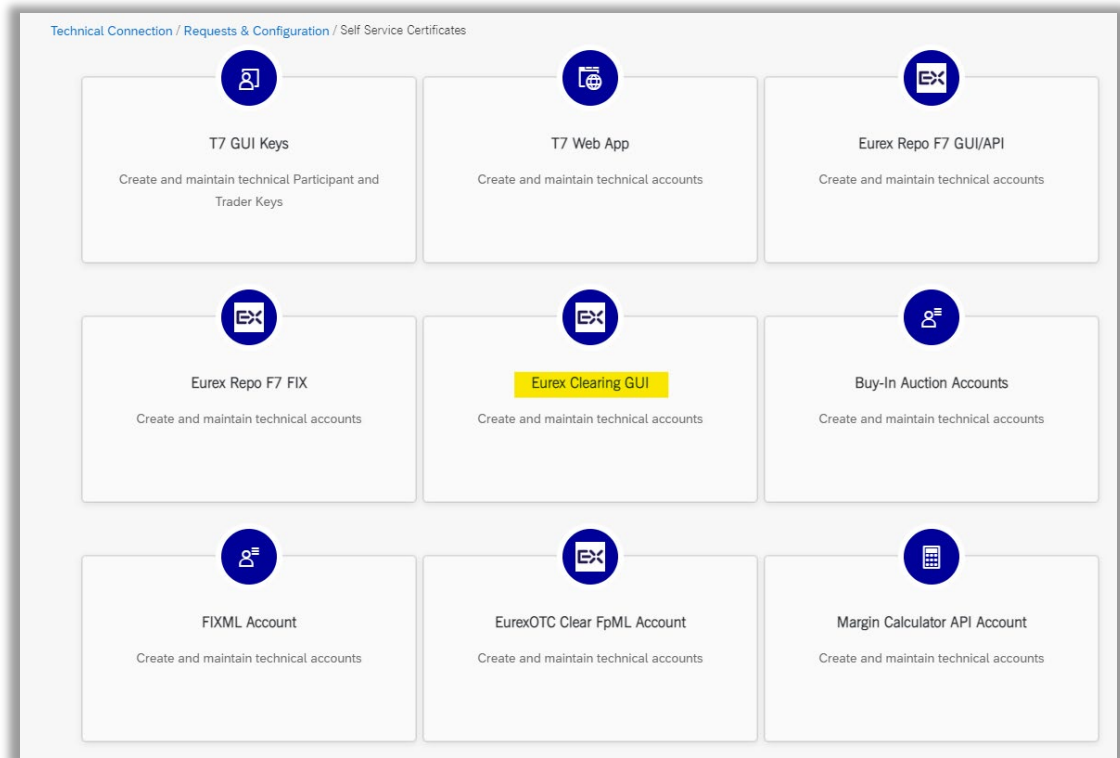 Technical Connection / Requests & Configuration / Self Service Certificates
T7 GUI Keys
Create and maintain technical Participant and
Trader Keys
T7 Web App
Create and maintain technical accounts
EX
Eurex Repo F7 GUI/API
Create and maintain technical accounts
EX
Eurex Repo F7 FIX
Create and maintain technical accounts
EX
Eurex Clearing GUI
Create and maintain technical accounts
Buy-In Auction Accounts
Create and maintain technical accounts
FIXML Account
Create and maintain technical accounts
EX
EurexOTC Clear FpML Account
Create and maintain technical accounts
Margin Calculator API Account
Create and maintain technical accounts